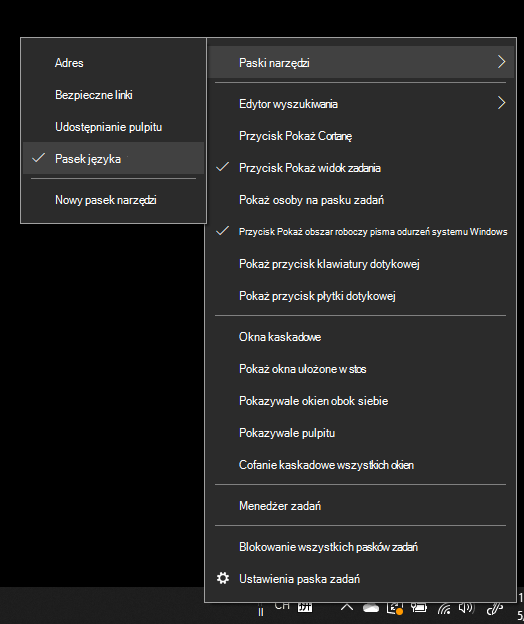 Adres
Bezpieczne linki
Udostępnianie pulpitu
Pasek języka
Nowy pasek narzędzi
Paski narzędzi
Edytor wyszukiwania
Przycisk Pokaż Cortanę
Przycisk Pokaż widok zadania
Pokaż osoby na pasku zadań
Przycisk Pokaż obszar roboczy pisma odurzeń systemu Windows
Pokaż przycisk klawiatury dotykowej
Pokaż przycisk płytki dotykowej
Okna kaskadowe
Pokaż okna ułożone w stos
Pokazywale okien obok siebie
Pokazywale pulpitu
Cofanie kaskadowe wszystkich okien
Menedżer zadań
Blokowanie wszystkich pasków zadań
Ustawienia paska zadań
CH 拼